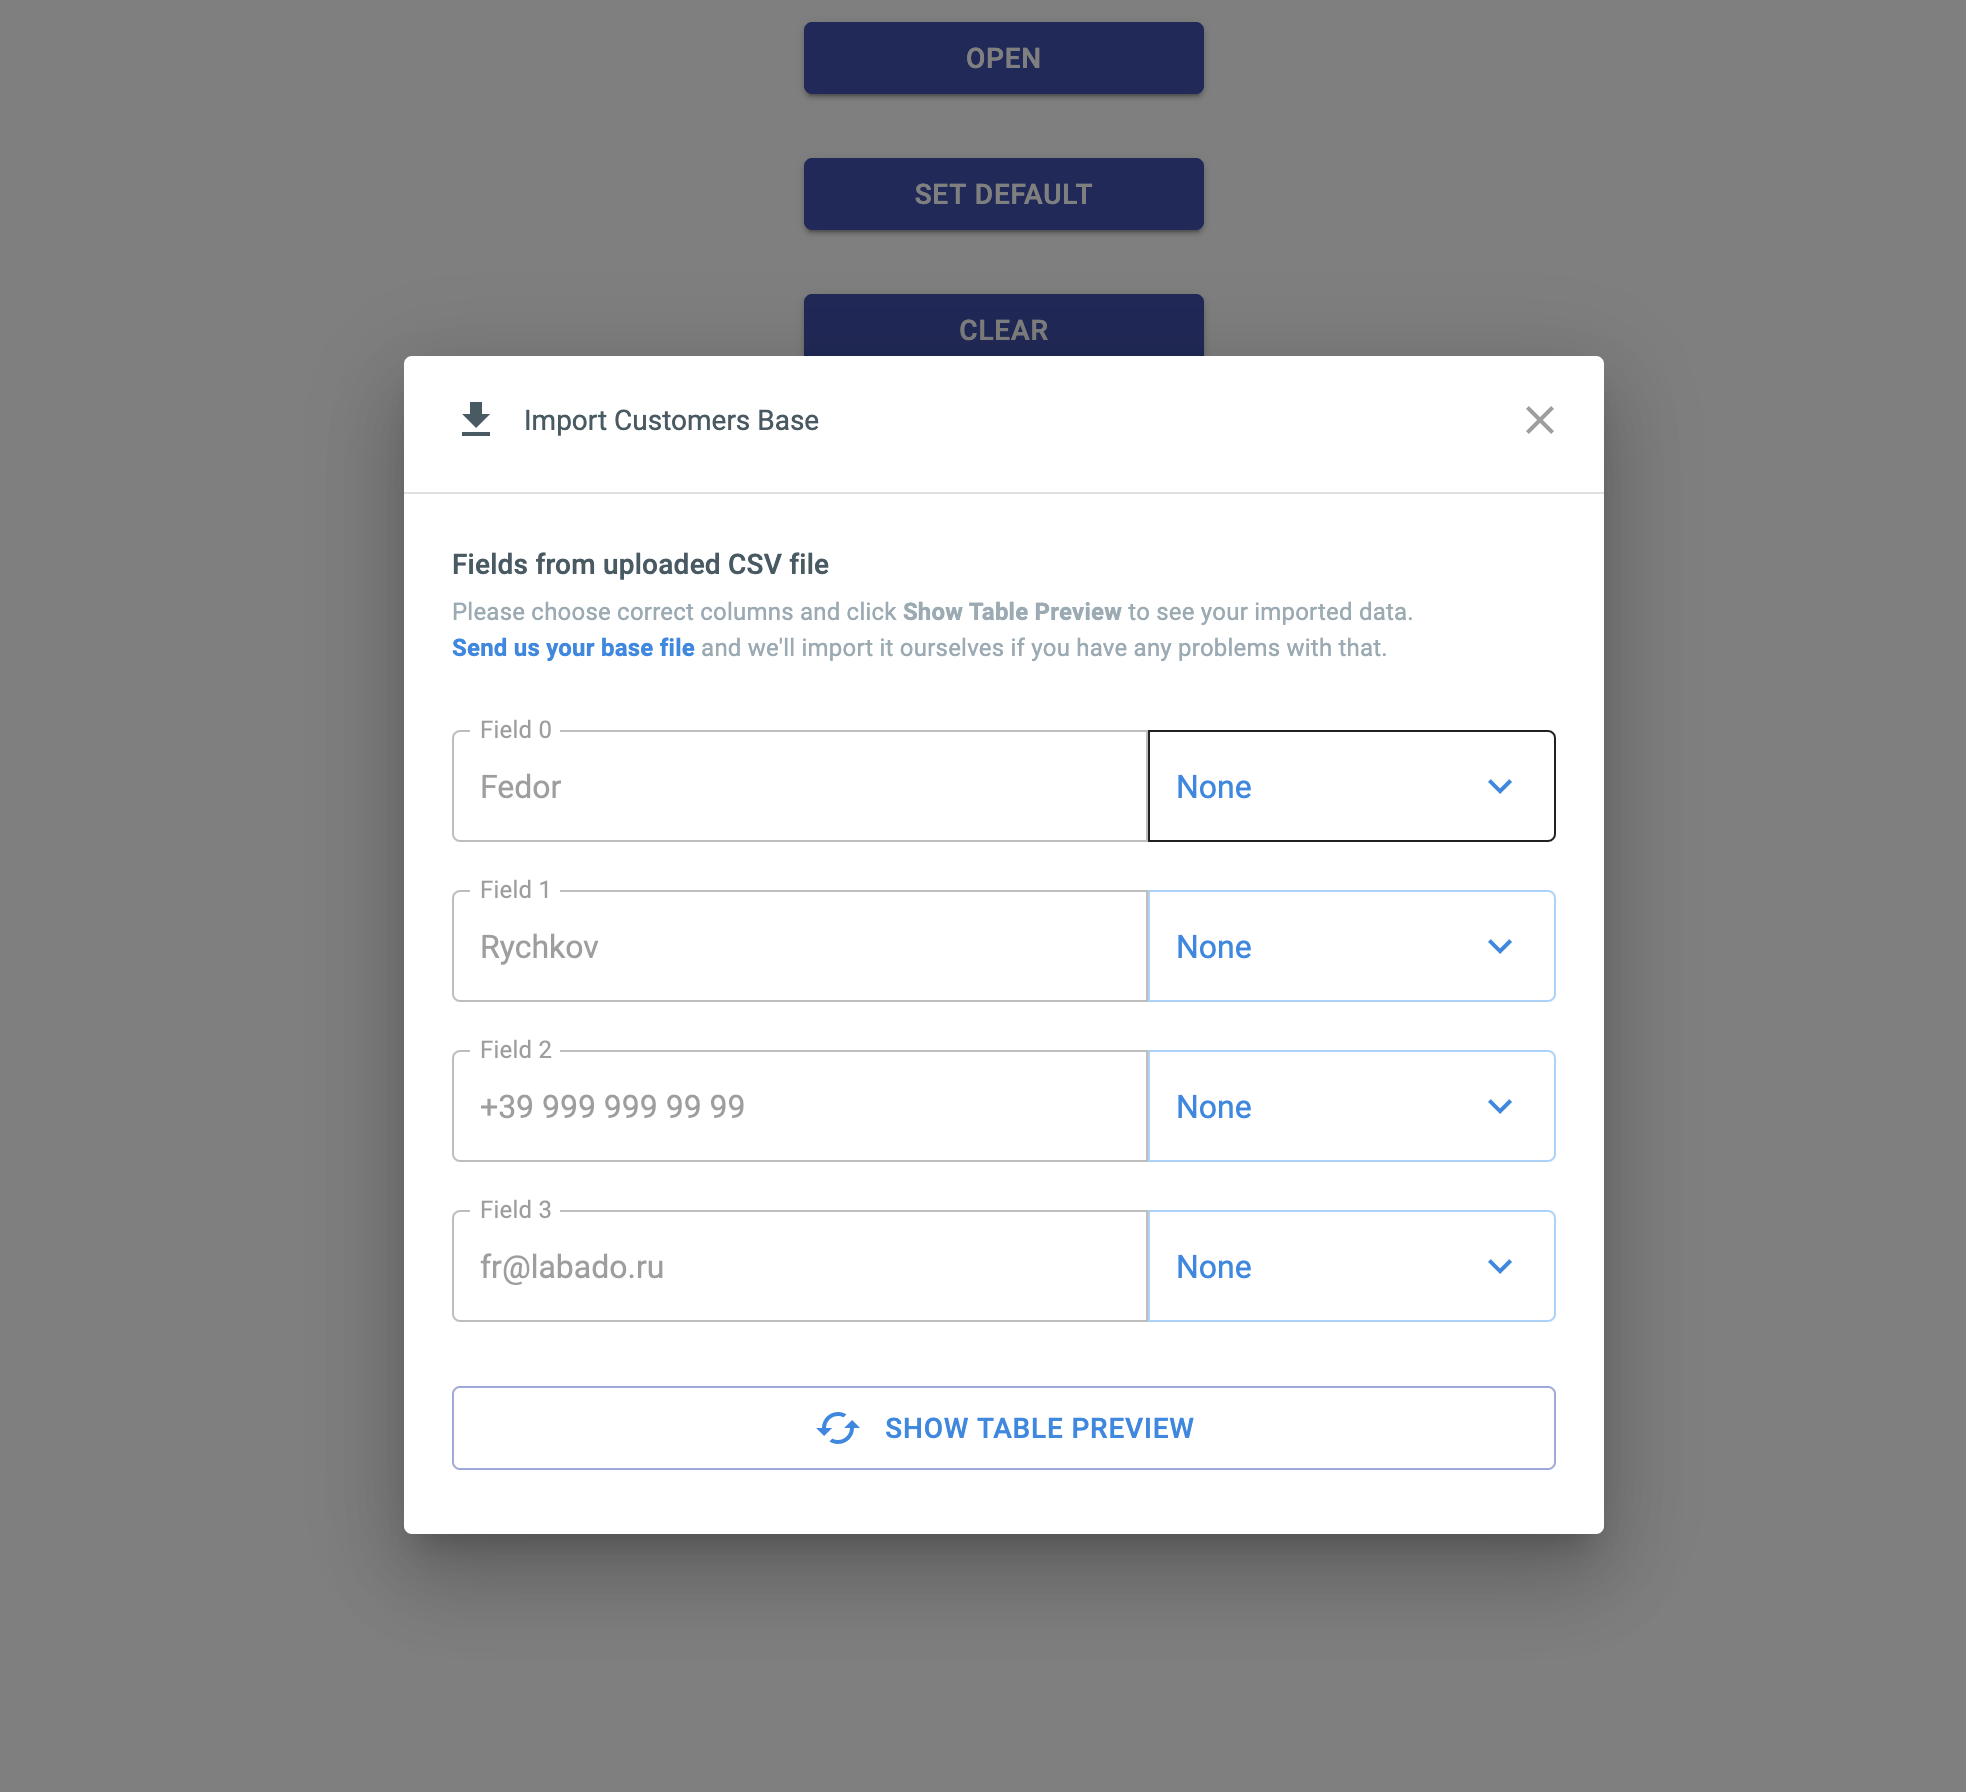 OPEN
SET DEFAULT
CLEAR
Import Customers Base
Fields from uploaded CSV file
Please choose correct columns and click Show Table Preview to see your imported data.
Send us your base file and we'll import it ourselves if you have any problems with that.
Field 0
Fedor
None
Field 1
Rychkov
None
Field 2
+39 999 999 99 99
None
Field 3
fr@labado.ru
None
SHOW TABLE PREVIEW